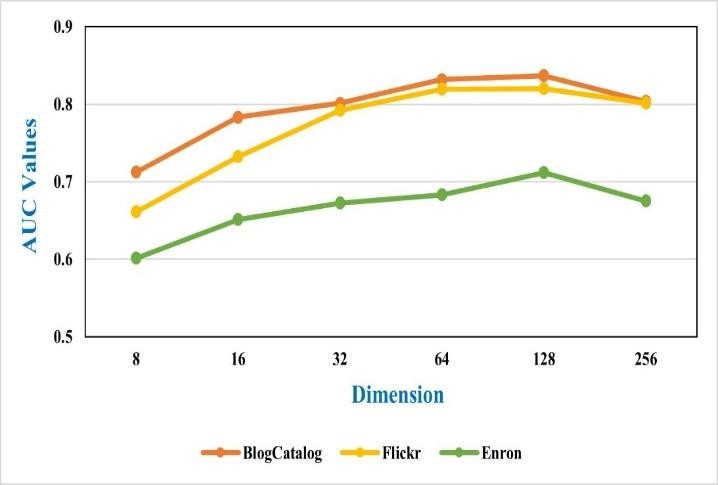 0.9
0.8
0.7
0.6
0.5
AUC Values
8 16 32 64 128 256
Dimension
BlogCatalog Flickr Enron